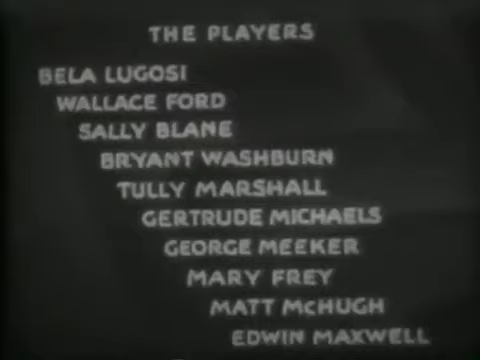 THE PLAYERS
BELA LUGOSI
WALLACE FORD
SALLY BLANE
BRYANT WASHBURN
TULLY MARSHALL
GERTRUDE MICHAELS
GEORGE MEEKER
MARY FREY
MATT McHUGH
EDWIN MAXWELL